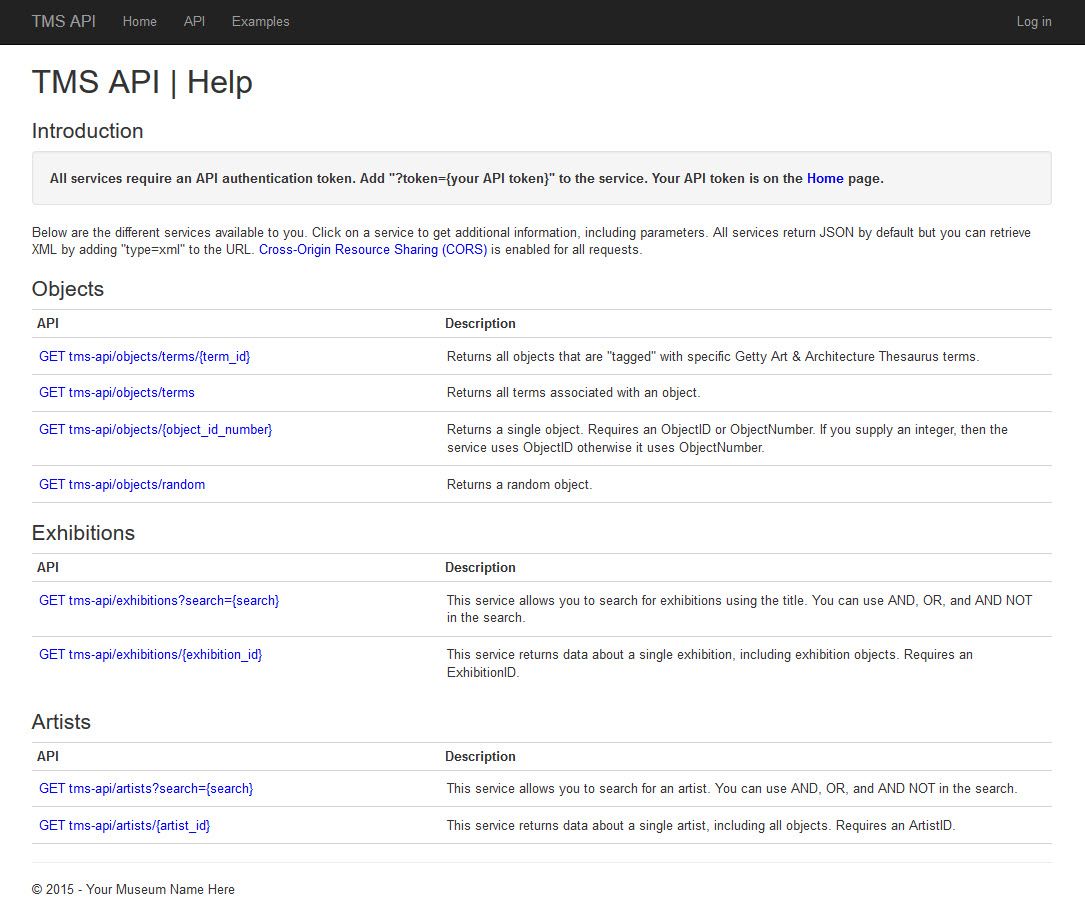 TMS API Home API Examples Log in
TMS API | Help
Introduction
All services require an API authentication token. Add "?token={your API token}" to the service. Your API token is on the Home page.
Below are the different services available to you. Click on a service to get additional information, including parameters. All services return JSON by default but you can retrieve
XML by adding "type=xml" to the URL. Cross-Origin Resource Sharing (CORS) is enabled for all requests.
Objects
API Description
GET tms-api/objects/terms/{term_id} Returns all objects that are "tagged" with specific Getty Art & Architecture Thesaurus terms.
GET tms-api/objects/terms Returns all terms associated with an object.
GET tms-api/objects/{object_id_number} Returns a single object. Requires an ObjectID or ObjectNumber. If you supply an integer, then the
service uses ObjectID otherwise it uses ObjectNumber.
GET tms-api/objects/random Returns a random object.
Exhibitions
API Description
GET tms-api/exhibitions?search={search} This service allows you to search for exhibitions using the title. You can use AND, OR, and AND NOT
in the search.
GET tms-api/exhibitions/{exhibition_id} This service returns data about a single exhibition, including exhibition objects. Requires an
ExhibitionID.
Artists
API Description
GET tms-api/artists?search={search} This service allows you to search for an artist. You can use AND, OR, and AND NOT in the search.
GET tms-api/artists/{artist_id} This service returns data about a single artist, including all objects. Requires an ArtistID.
© 2015 - Your Museum Name Here